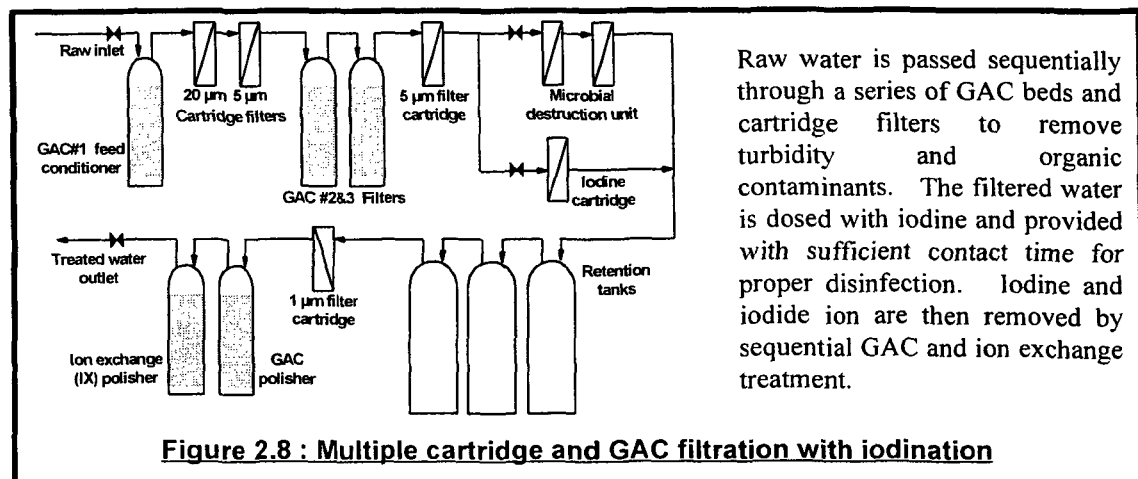 Raw inlet
20 µm 5 µm
Cartridge filters
5 µm filter
cartridge
Microbial
destruction unit
GAC#1 feed
conditioner
GAC #2&3 Filters
Iodine
cartridge
Treated water
outlet
1 µm filter
cartridge
Retention
tanks
Ion exchange
(IX) polisher
GAC
polisher
Raw water is passed sequentially
through a series of GAC beds and
cartridge filters to remove
turbidity and organic
contaminants. The filtered water
is dosed with iodine and provided
with sufficient contact time for
proper disinfection. Iodine and
iodide ion are then removed by
sequential GAC and ion exchange
treatment.
Figure 2.8 : Multiple cartridge and GAC filtration with iodination